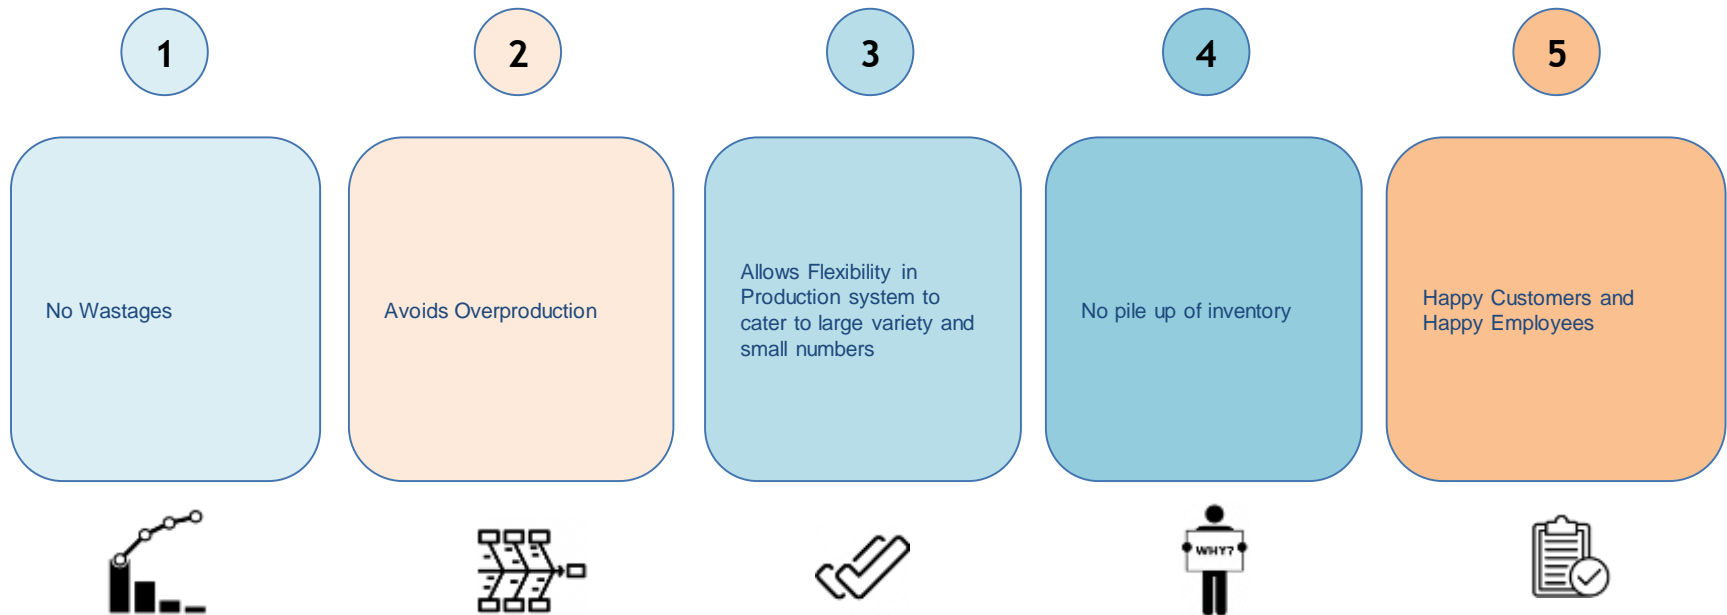 1
2
3
4
5
No Wastages
Avoids Overproduction
Allows Flexibility in
Production system to
cater to large variety and
small numbers
No pile up of inventory
Happy Customers and
Happy Employees
WHY?